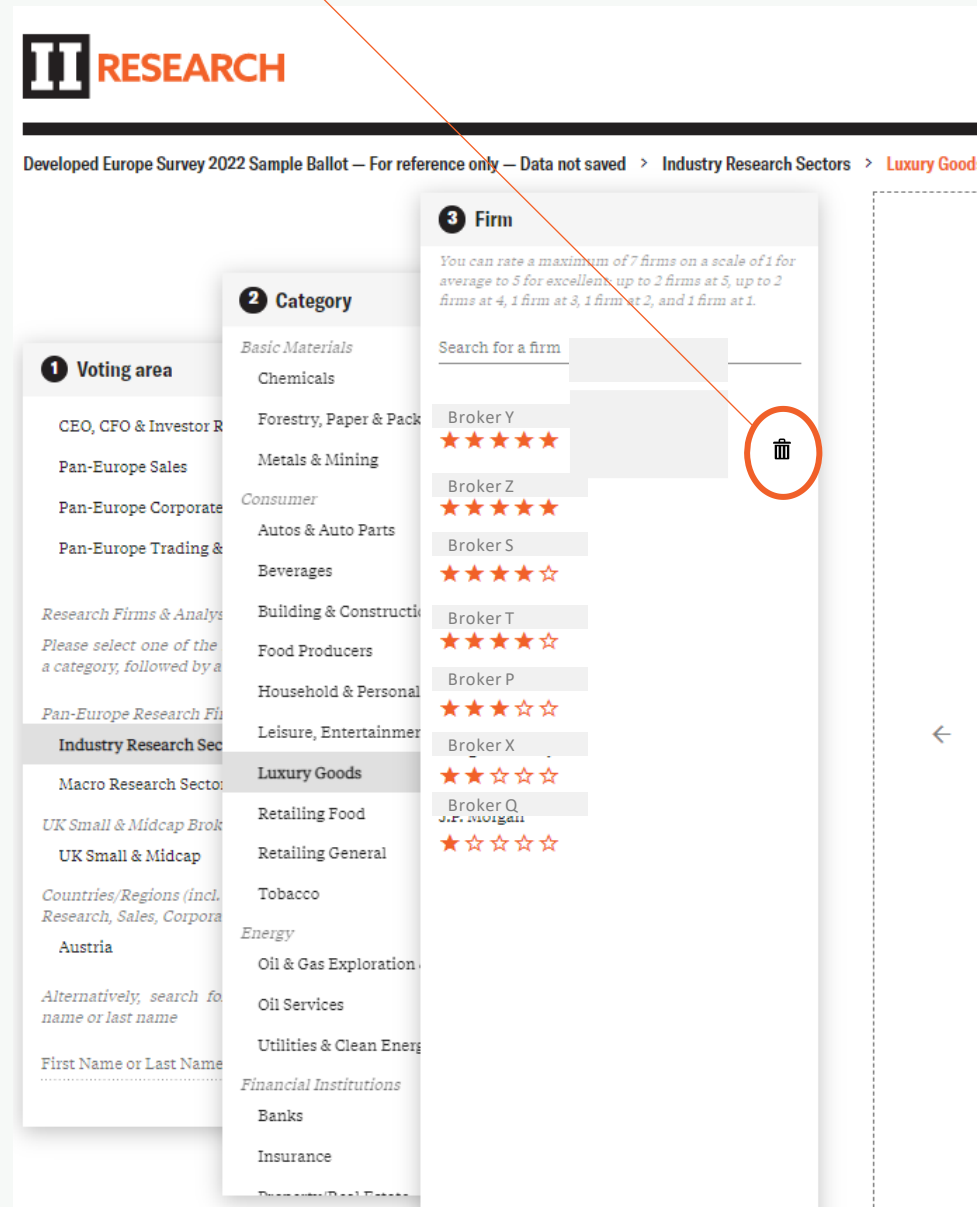 II RESEARCH
Developed Europe Survey 2022 Sample Ballot — For reference only — Data not saved > Industry Research Sectors > Luxury Good
3 Firm
You can rate a maximum of 7 firms on a scale of 1 for
average to 5 for excellent: up to 2 firms at 5, up to 2
firms at 4, 1 firm at 3, 1 firm at 2, and 1 firm at 1.
Search for a firm
Broker Y
Broker Z
Broker S
Broker T
Broker P
Broker X
Broker Q
J.P. Morgan
2 Category
Basic Materials
Chemicals
Forestry, Paper & Pack
Metals & Mining
Consumer
Autos & Auto Parts
Beverages
Building & Constructi
Food Producers
Household & Personal
Leisure, Entertainmen
Luxury Goods
Retailing Food
Retailing General
Tobacco
Energy
Oil & Gas Exploration
Oil Services
Utilities & Clean Energ
Financial Institutions
Banks
Insurance
Property/Real Estate
1 Voting area
CEO, CFO & Investor R
Pan-Europe Sales
Pan-Europe Corporate
Pan-Europe Trading &
Research Firms & Analys
Please select one of the
a category, followed by a
Pan-Europe Research Fi
Industry Research Sec
Macro Research Secto
UK Small & Midcap Brok
UK Small & Midcap
Countries/Regions (incl.
Research, Sales, Corpora
Austria
Alternatively, search fo
name or last name
First Name or Last Name